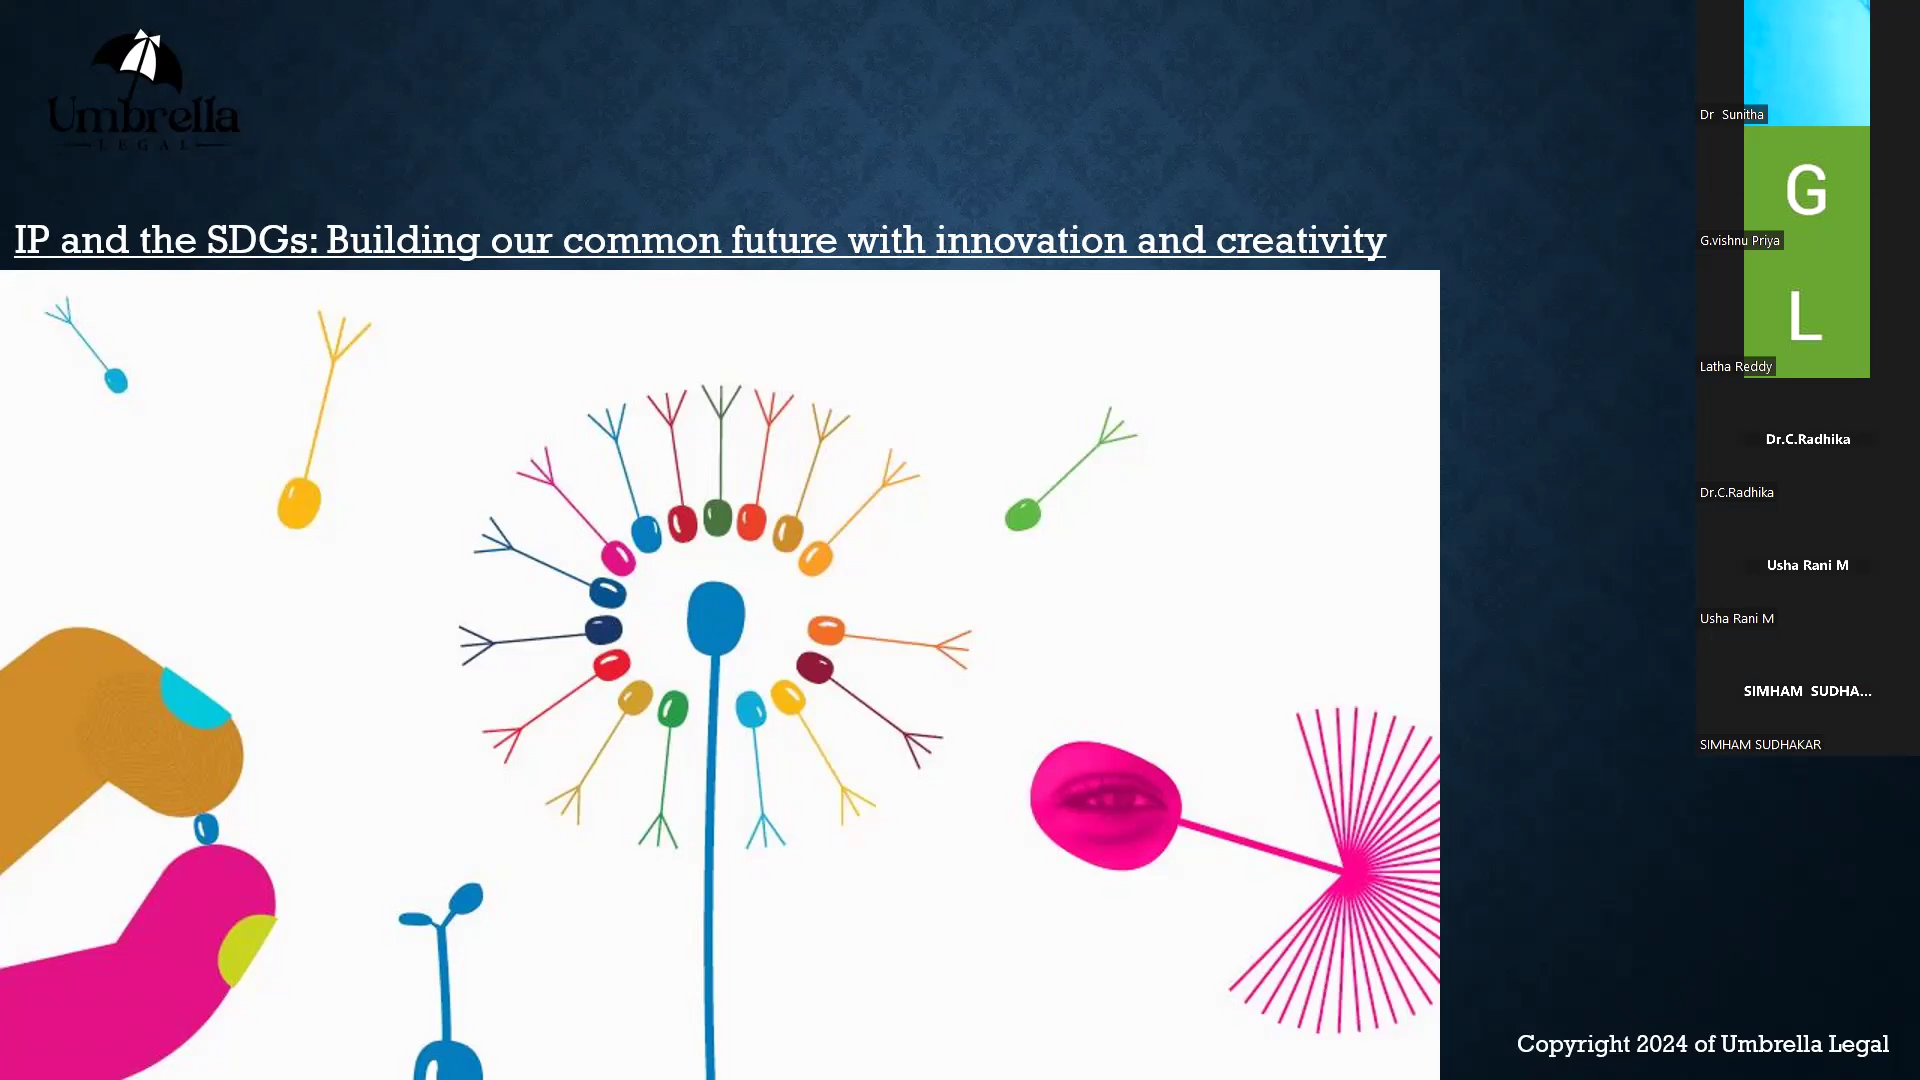 Umbrella
LEGAL
IP and the SDGs: Building our common future with innovation and creativity
Dr Sunitha
G
G.vishnu Priya
L
Latha Reddy
Dr.C.Radhika
Dr.C.Radhika
Usha Rani M
Usha Rani M
SIMHAM SUDHA...
SIMHAM SUDHAKAR
Copyright 2024 of Umbrella Legal